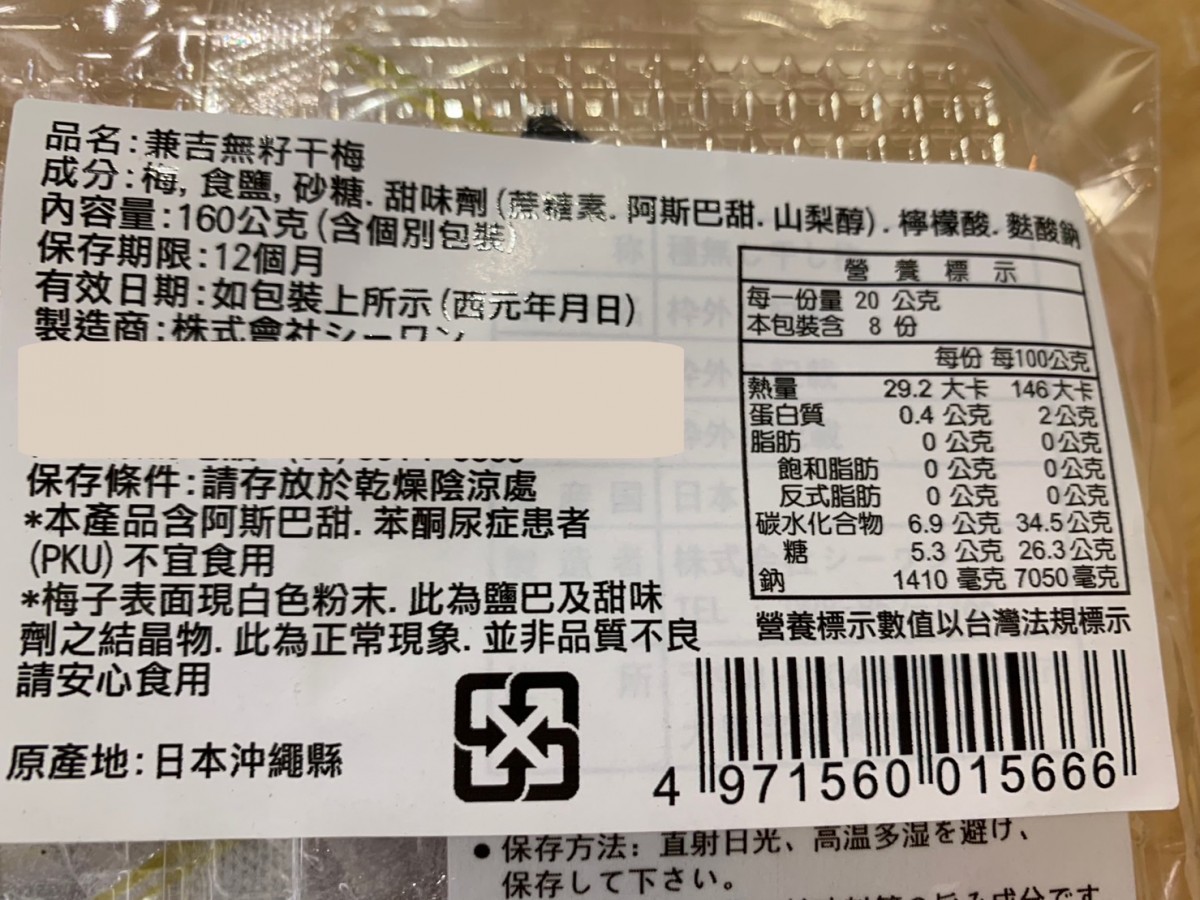 品名:兼吉無籽干梅
成分:梅, 食鹽, 砂糖. 甜味劑(蔗糖素. 阿斯巴甜. 山梨醇). 檸檬酸. 麩酸鈉
內容量:160公克(含個別包裝)
保存期限:12個月
有效日期:如包裝上所示(西元年月日)
製造商:株式會社シーワン
保存條件:請存放於乾燥陰涼處
*本產品含阿斯巴甜. 苯酮尿症患者
(PKU) 不宜食用
*梅子表面現白色粉末. 此為鹽巴及甜味
劑之結晶物. 此為正常現象. 並非品質不良
請安心食用
原產地:日本沖繩縣
營養標示
每一份量 20 公克
本包裝含 8 份
每份 每100公克
熱量 29.2 大卡 146大卡
蛋白質 0.4 公克 2公克
脂肪 0 公克 0公克
飽和脂肪 0 公克 0公克
反式脂肪 0 公克 0公克
碳水化合物 6.9 公克 34.5公克
糖 5.3 公克 26.3公克
鈉 1410 毫克 7050毫克
營養標示數值以台灣法規標示
4 971560 015666
●保存方法：直射日光、高温多湿を避け、
保存して下さい。